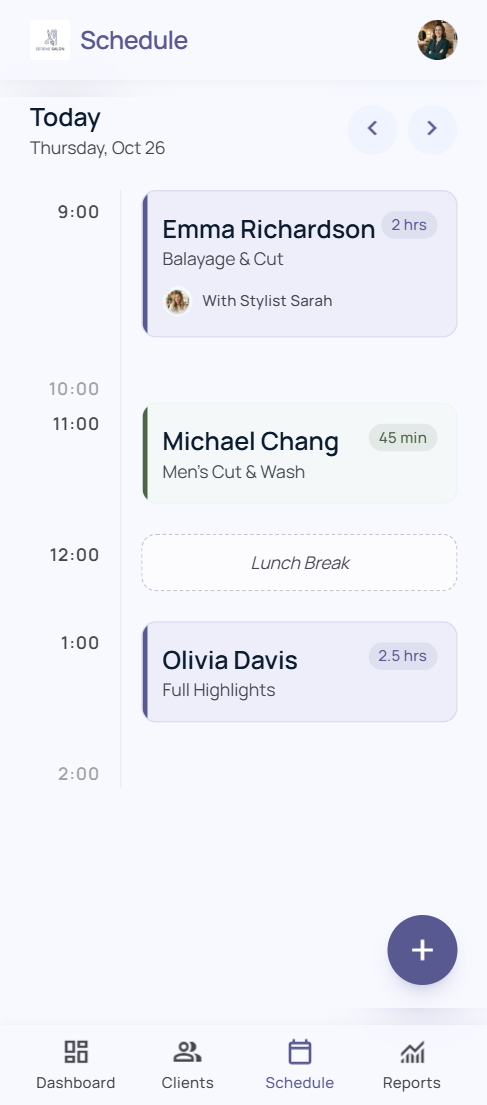 SERENE SALON
Schedule
Today
Thursday, Oct 26
9:00
Emma Richardson
2 hrs
Balayage & Cut
With Stylist Sarah
10:00
11:00
Michael Chang
45 min
Men's Cut & Wash
12:00
Lunch Break
1:00
Olivia Davis
2.5 hrs
Full Highlights
2:00
Dashboard
Clients
Schedule
Reports